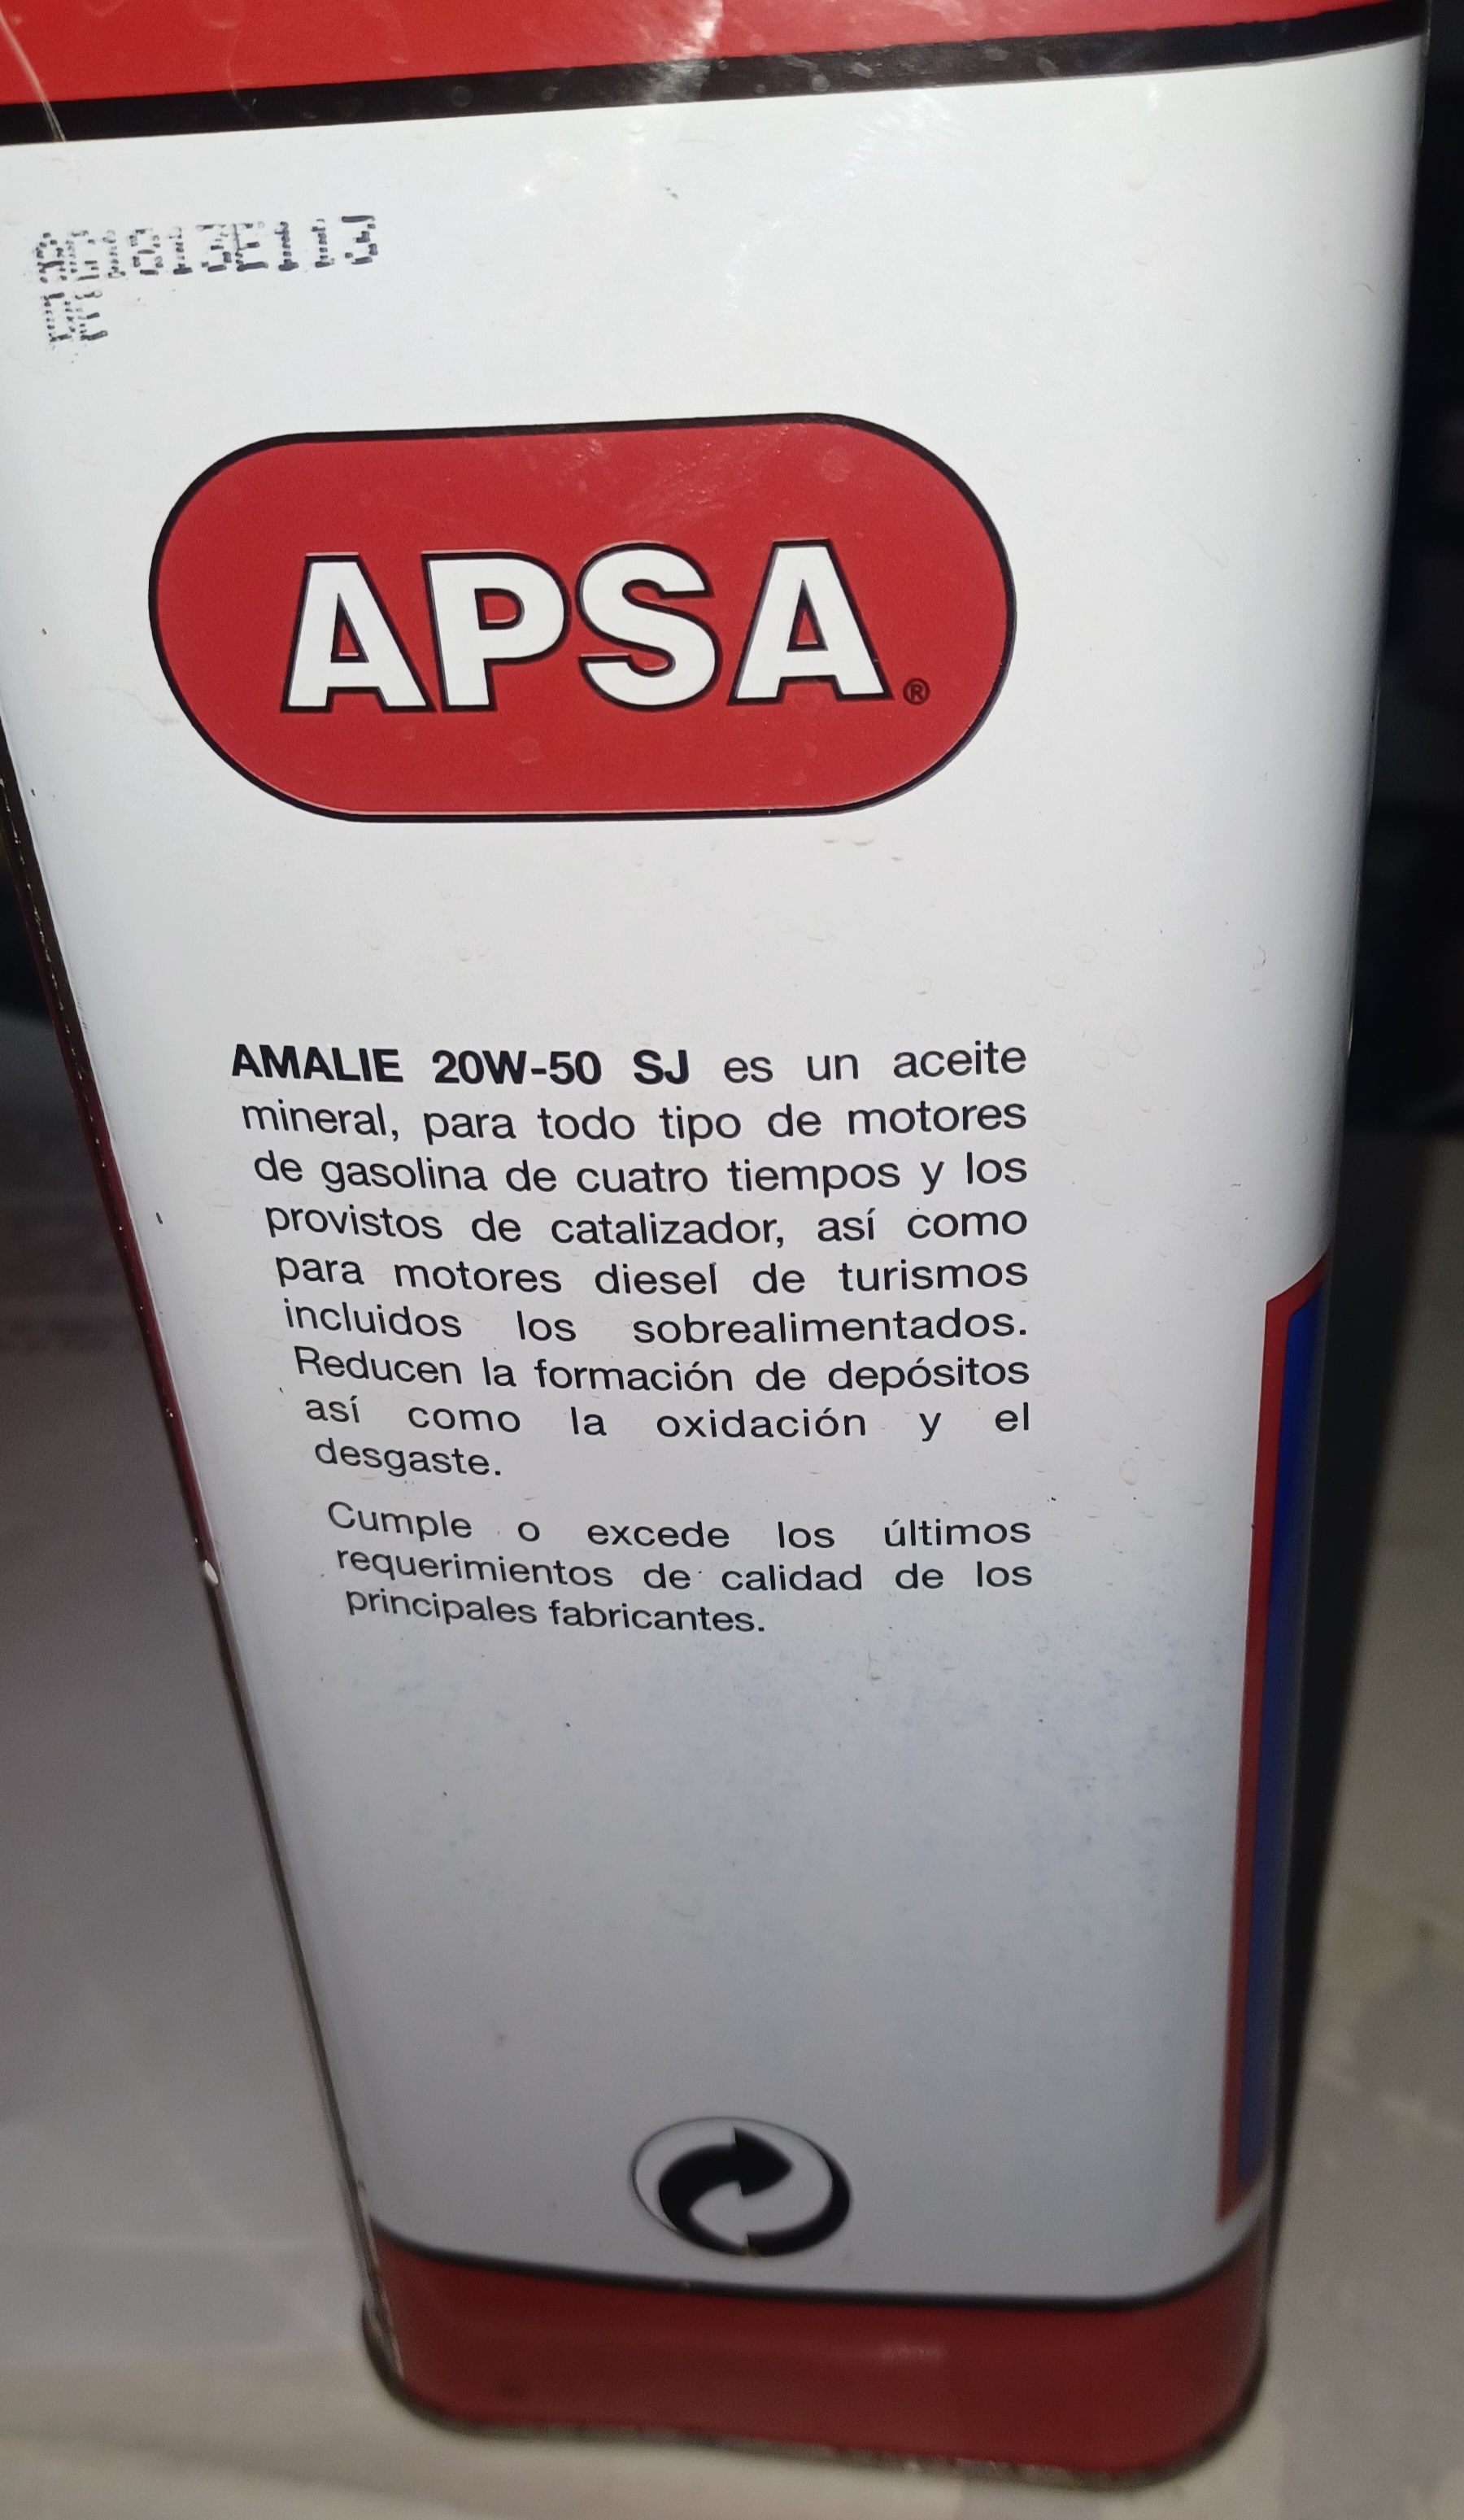 APSA®
AMALIE 20W-50 SJ es un aceite
mineral, para todo tipo de motores
de gasolina de cuatro tiempos y los
provistos de catalizador, así como
para motores diesel de turismos
incluidos los sobrealimentados.
Reducen la formación de depósitos
así como la oxidación y el
desgaste.
Cumple o excede los últimos
requerimientos de calidad de los
principales fabricantes.